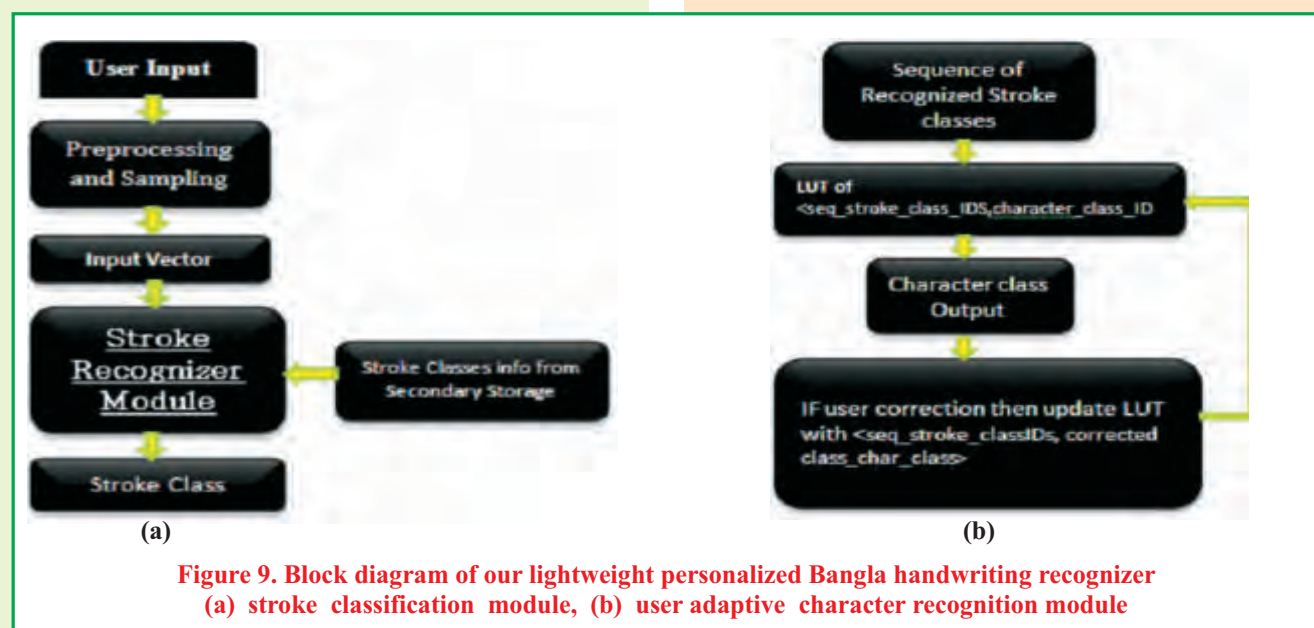 User Input
Preprocessing
and Sampling
Input Vector
Stroke
Recognizer
Module
Stroke Classes info from
Secondary Storage
Stroke Class
(a)
Sequence of
Recognized Stroke
classes
LUT of
<seq_stroke_class_IDS,character_class_ID
Character class
Output
IF user correction then update LUT
with <seq_stroke_classIDs, corrected
class_char_class>
(b)
Figure 9. Block diagram of our lightweight personalized Bangla handwriting recognizer
(a) stroke classification module, (b) user adaptive character recognition module